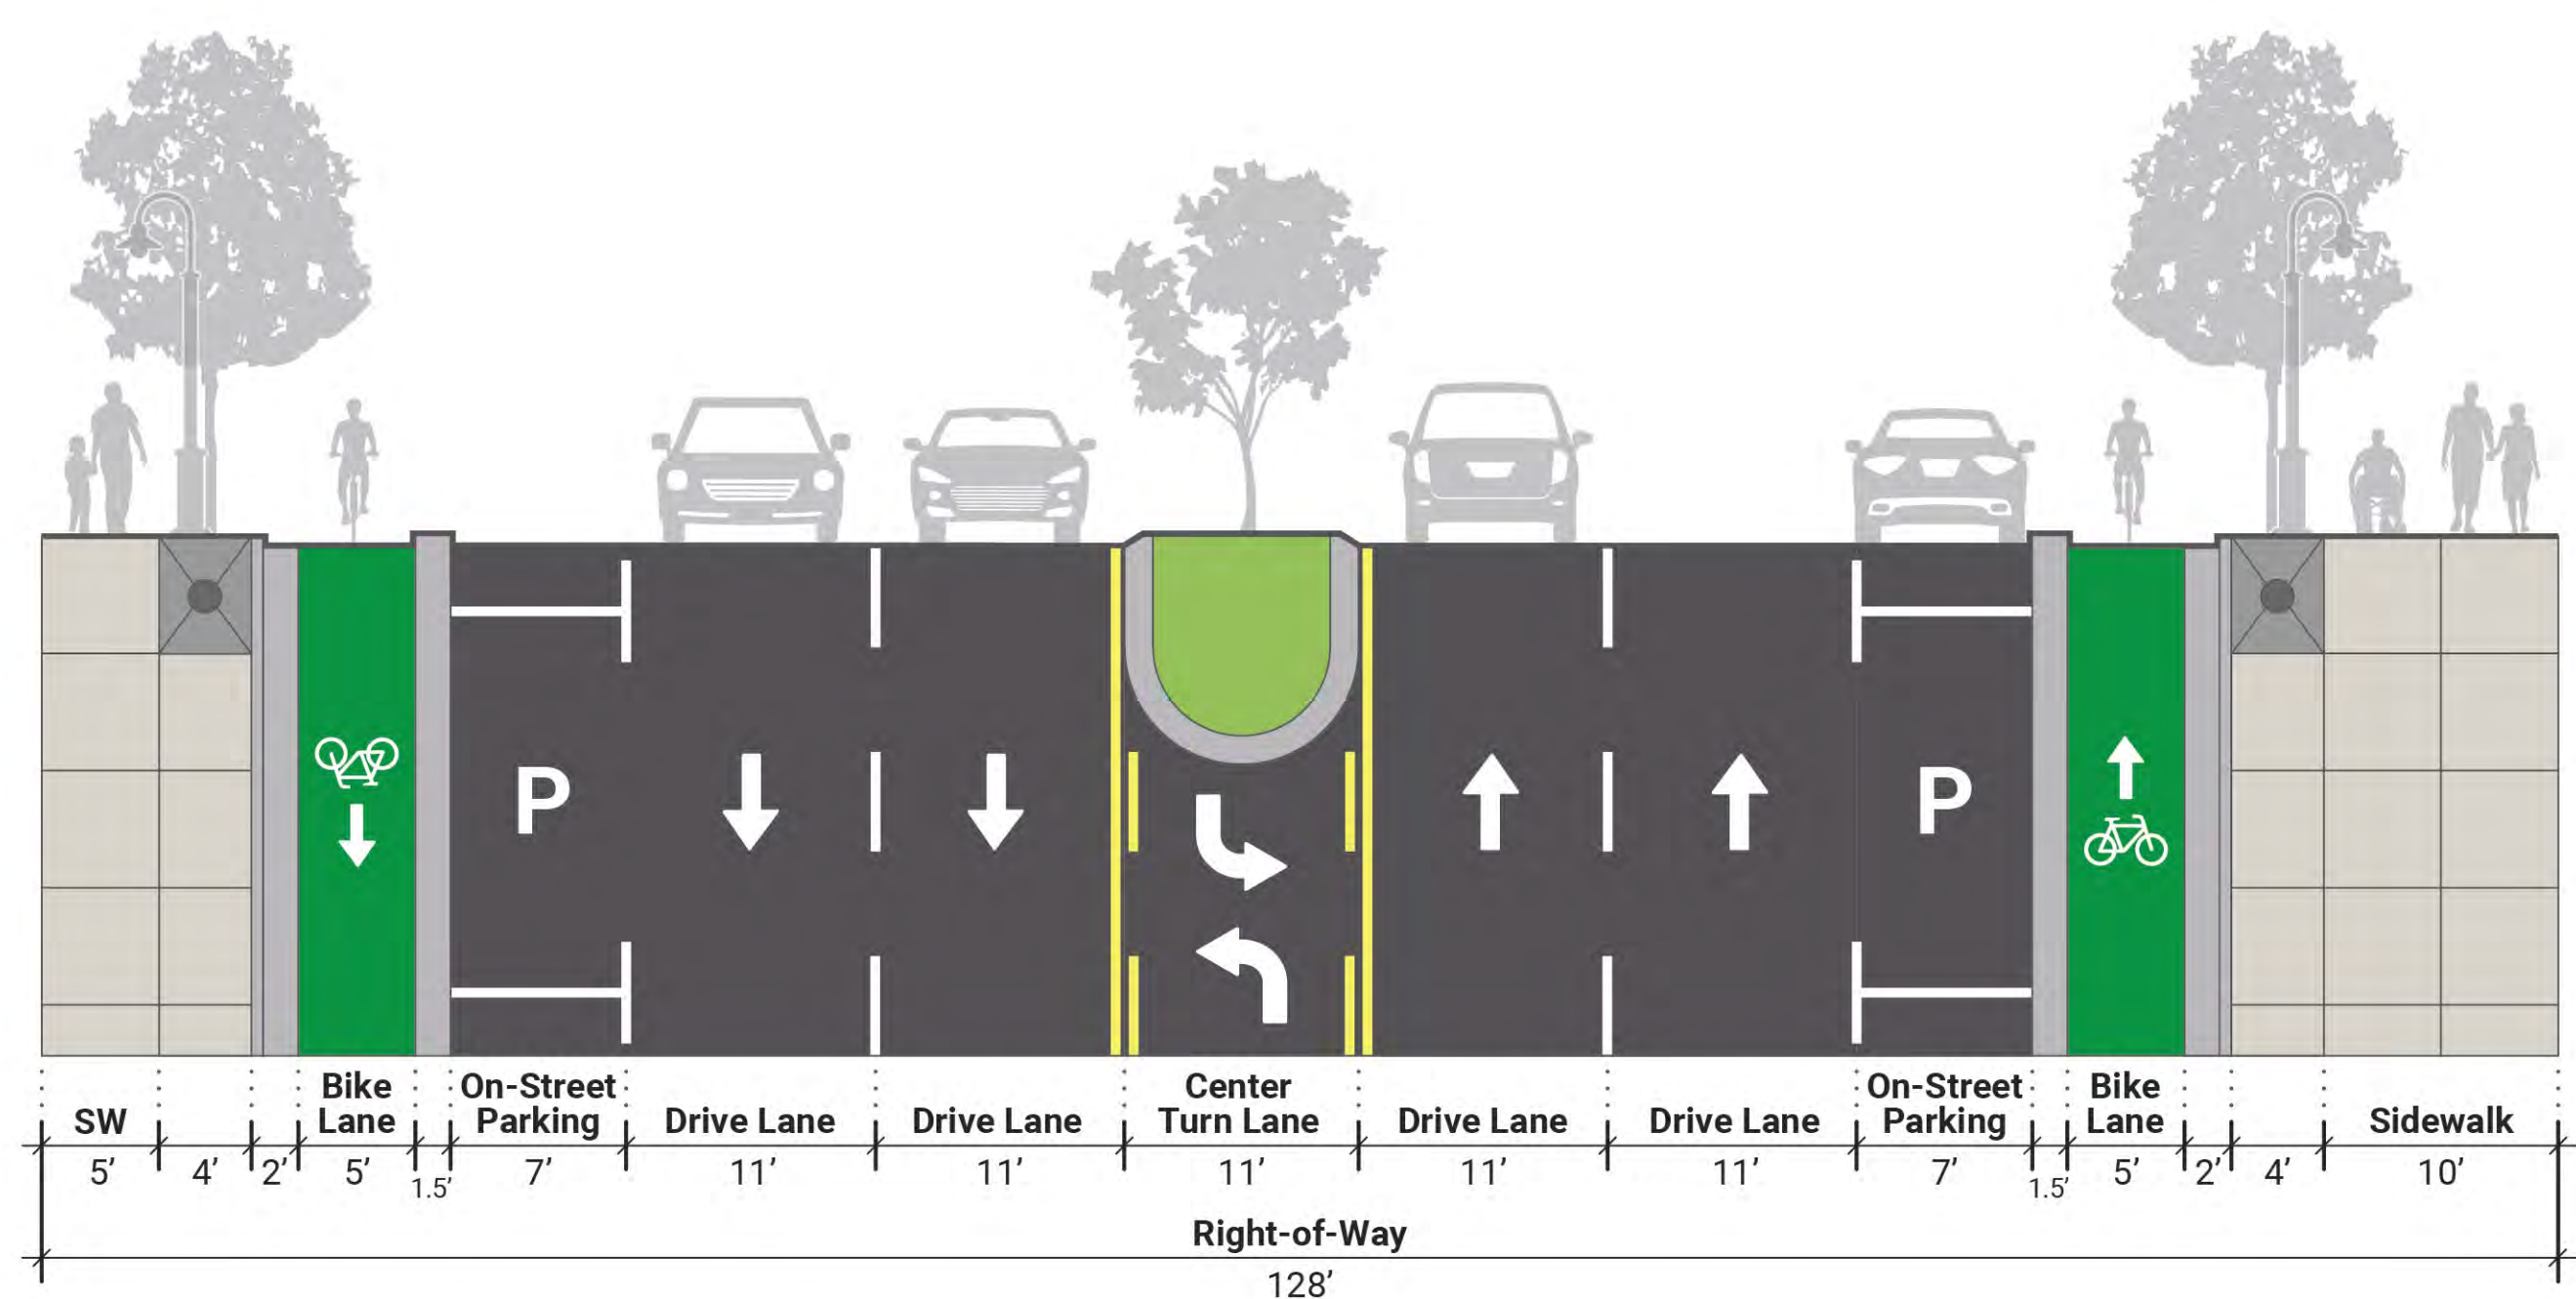 P
P
SW
Bike
Lane
On-Street
Parking
Drive Lane
Drive Lane
Center
Turn Lane
Drive Lane
Drive Lane
On-Street
Parking
Bike
Lane
Sidewalk
5’ 4’ 2’ 5’ 1.5’ 7’ 11’ 11’ 11’ 11’ 11’ 7’ 1.5’ 5’ 2’ 4’ 10’
Right-of-Way
128’